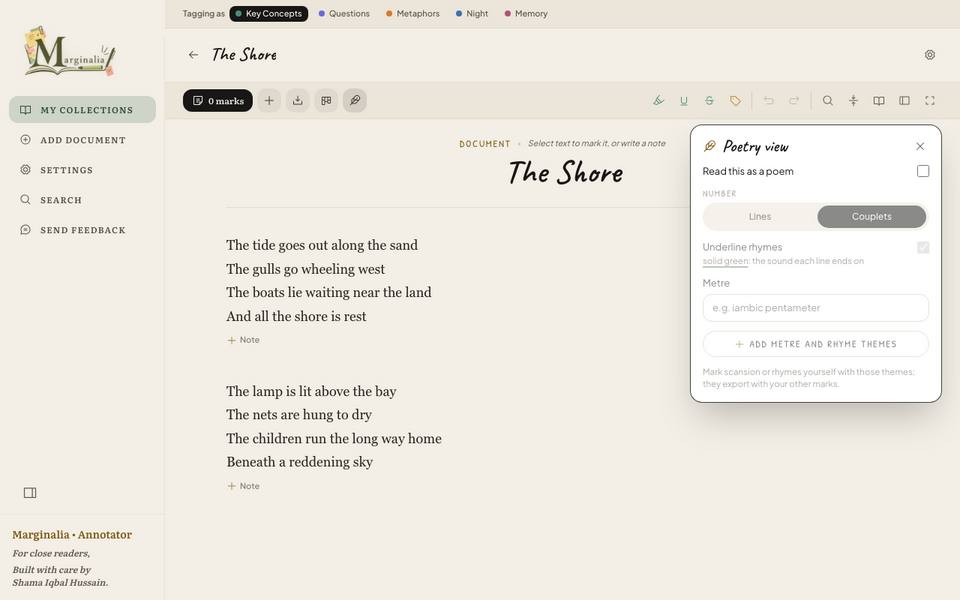 Marginalia
MY COLLECTIONS
ADD DOCUMENT
SETTINGS
SEARCH
SEND FEEDBACK
Marginalia • Annotator
For close readers,
Built with care by
Shama Iqbal Hussain.
Tagging as Key Concepts Questions Metaphors Night Memory
The Shore
0 marks
DOCUMENT • Select text to mark it, or write a note
The Shore
The tide goes out along the sand
The gulls go wheeling west
The boats lie waiting near the land
And all the shore is rest
+ Note
The lamp is lit above the bay
The nets are hung to dry
The children run the long way home
Beneath a reddening sky
+ Note
Poetry view
Read this as a poem
NUMBER
Lines Couplets
Underline rhymes
solid green: the sound each line ends on
Metre
e.g. iambic pentameter
+ ADD METRE AND RHYME THEMES
Mark scansion or rhymes yourself with those themes;
they export with your other marks.